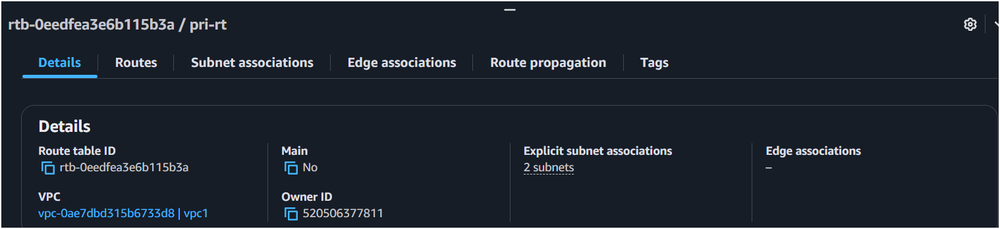 rtb-0eedfea3e6b115b3a / pri-rt
Details Routes Subnet associations Edge associations Route propagation Tags
Details
Route table ID Main Explicit subnet associations Edge associations
rtb-0eedfea3e6b115b3a No 2 subnets –
VPC Owner ID
vpc-0ae7dbd315b6733d8 | vpc1 520506377811